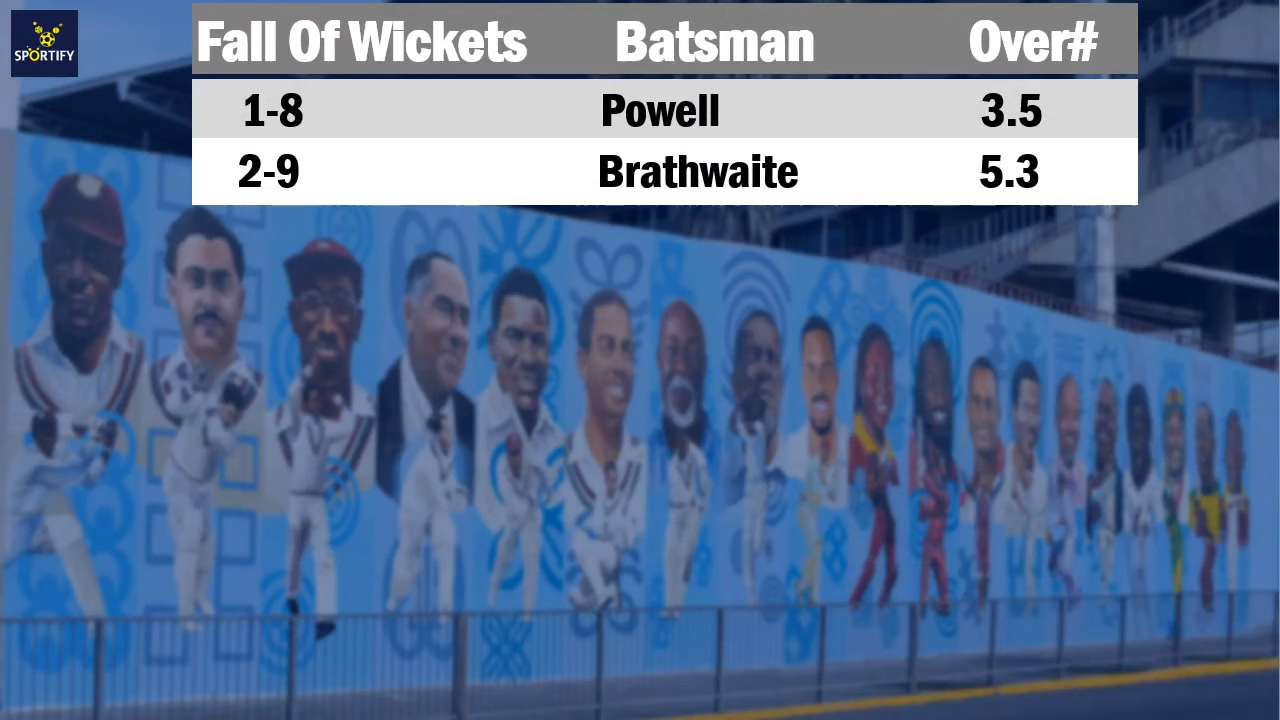 SPORTIFY
Fall Of Wickets Batsman Over#
1-8 Powell 3.5
2-9 Brathwaite 5.3